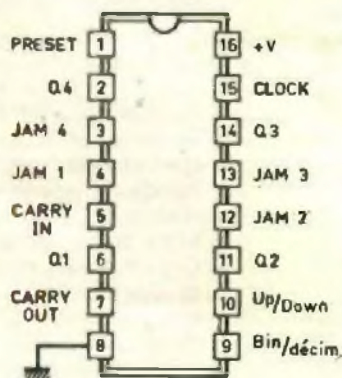 PRESET 1 16 +V
Q4 2 15 CLOCK
JAM 4 3 14 Q3
JAM 1 4 13 JAM 3
CARRY IN 5 12 JAM 2
Q1 6 11 Q2
CARRY OUT 7 10 Up/Down
8 9 Bin/décim.